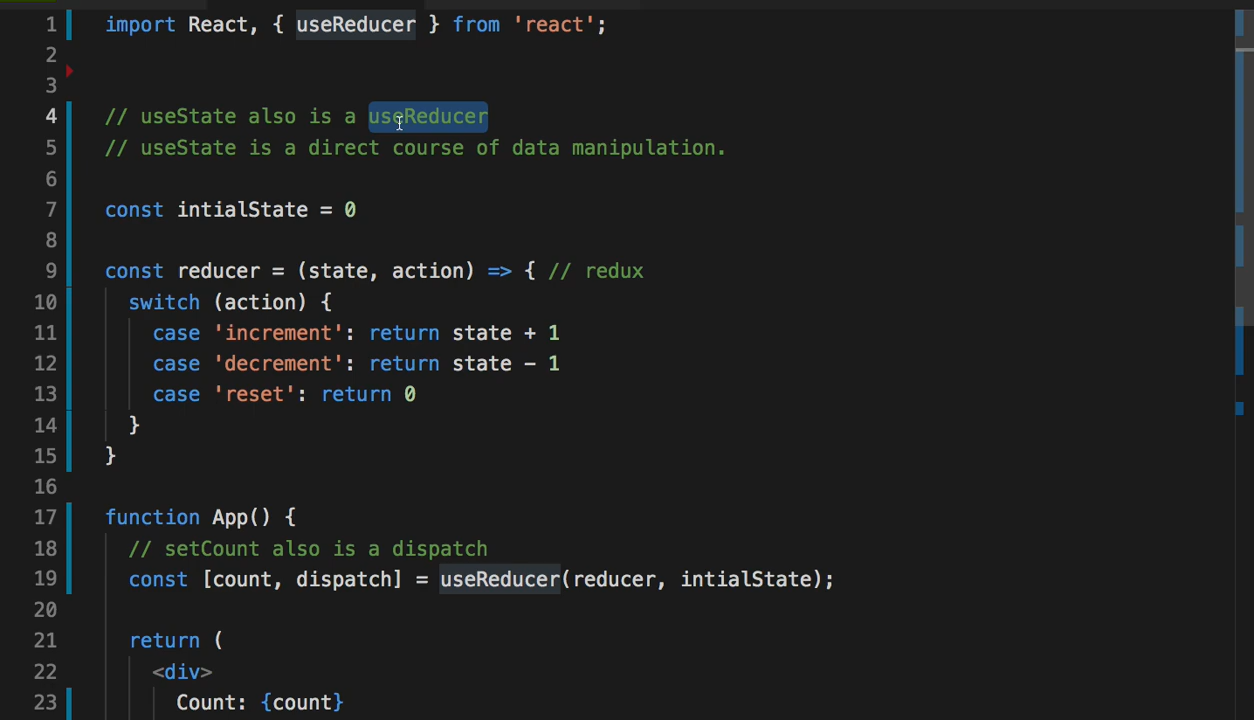 1 import React, { useReducer } from 'react';
2
3
4 // useState also is a useReducer
5 // useState is a direct course of data manipulation.
6
7 const intialState = 0
8
9 const reducer = (state, action) => { // redux
10 switch (action) {
11 case 'increment': return state + 1
12 case 'decrement': return state - 1
13 case 'reset': return 0
14 }
15 }
16
17 function App() {
18 // setCount also is a dispatch
19 const [count, dispatch] = useReducer(reducer, intialState);
20
21 return (
22 <div>
23 Count: {count}